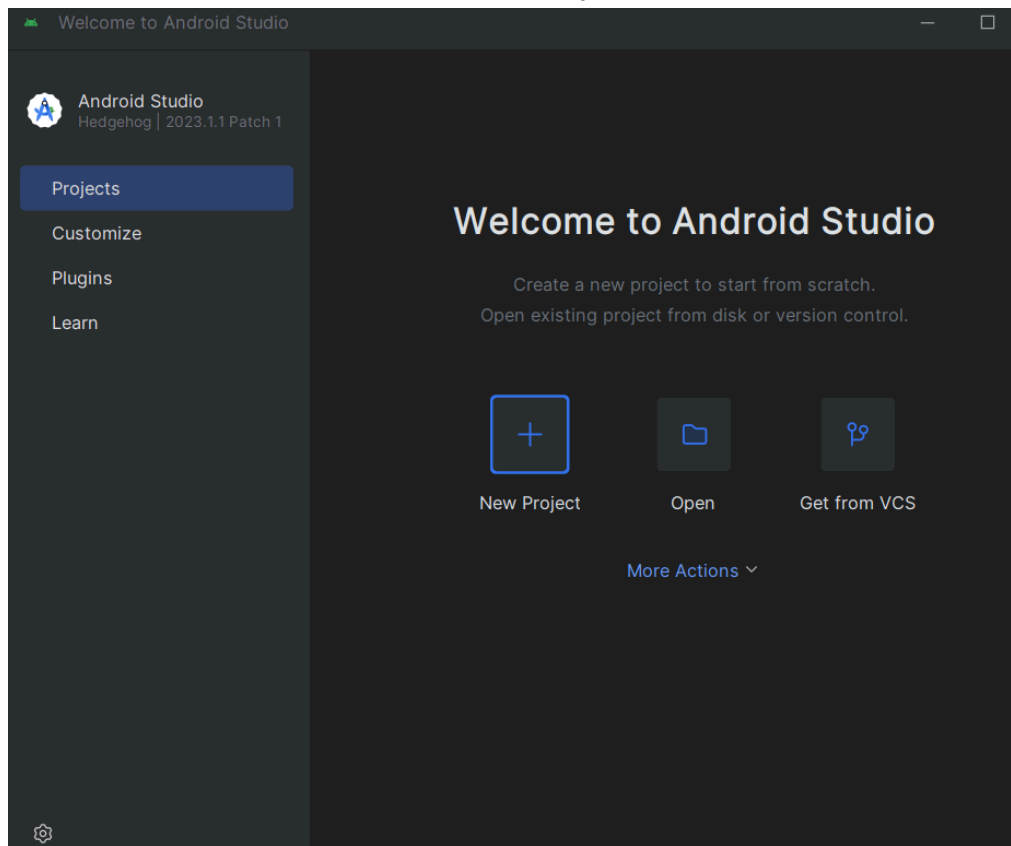 Welcome to Android Studio
Android Studio
Hedgehog | 2023.1.1 Patch 1
Projects
Customize
Plugins
Learn
Welcome to Android Studio
Create a new project to start from scratch.
Open existing project from disk or version control.
New Project
Open
Get from VCS
More Actions